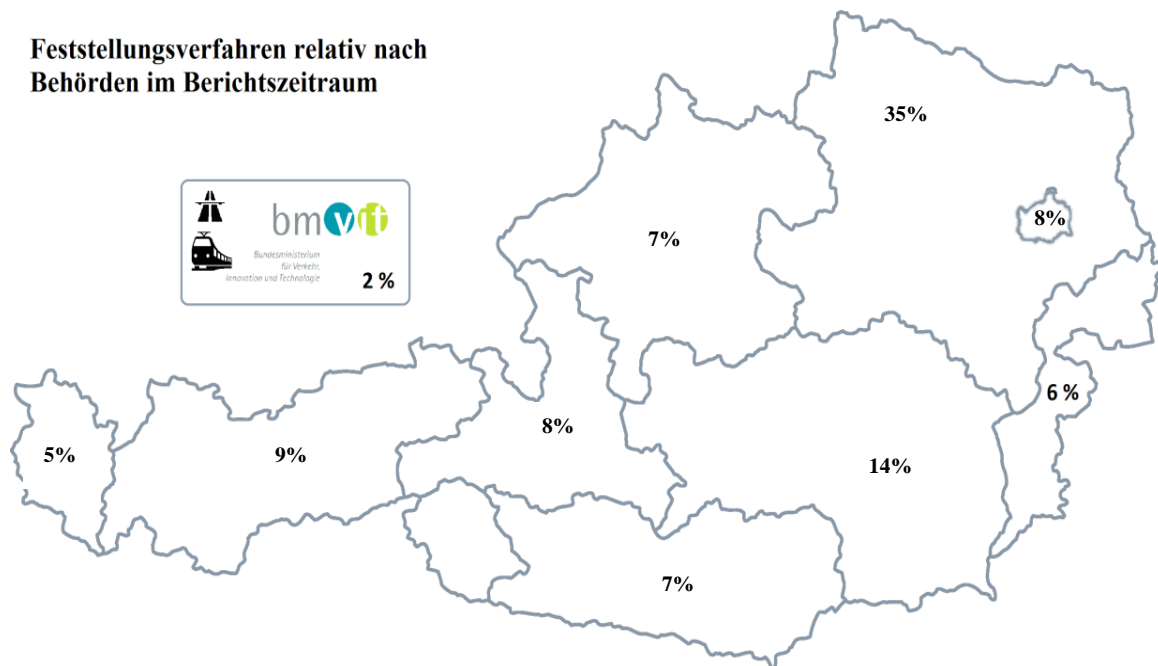 Feststellungsverfahren relativ nach
Behörden im Berichtszeitraum
35%
bmvit
8%
7%
Bundesministerium
für Verkehr,
Innovation und Technologie
2 %
6 %
8%
5%
9%
14%
7%